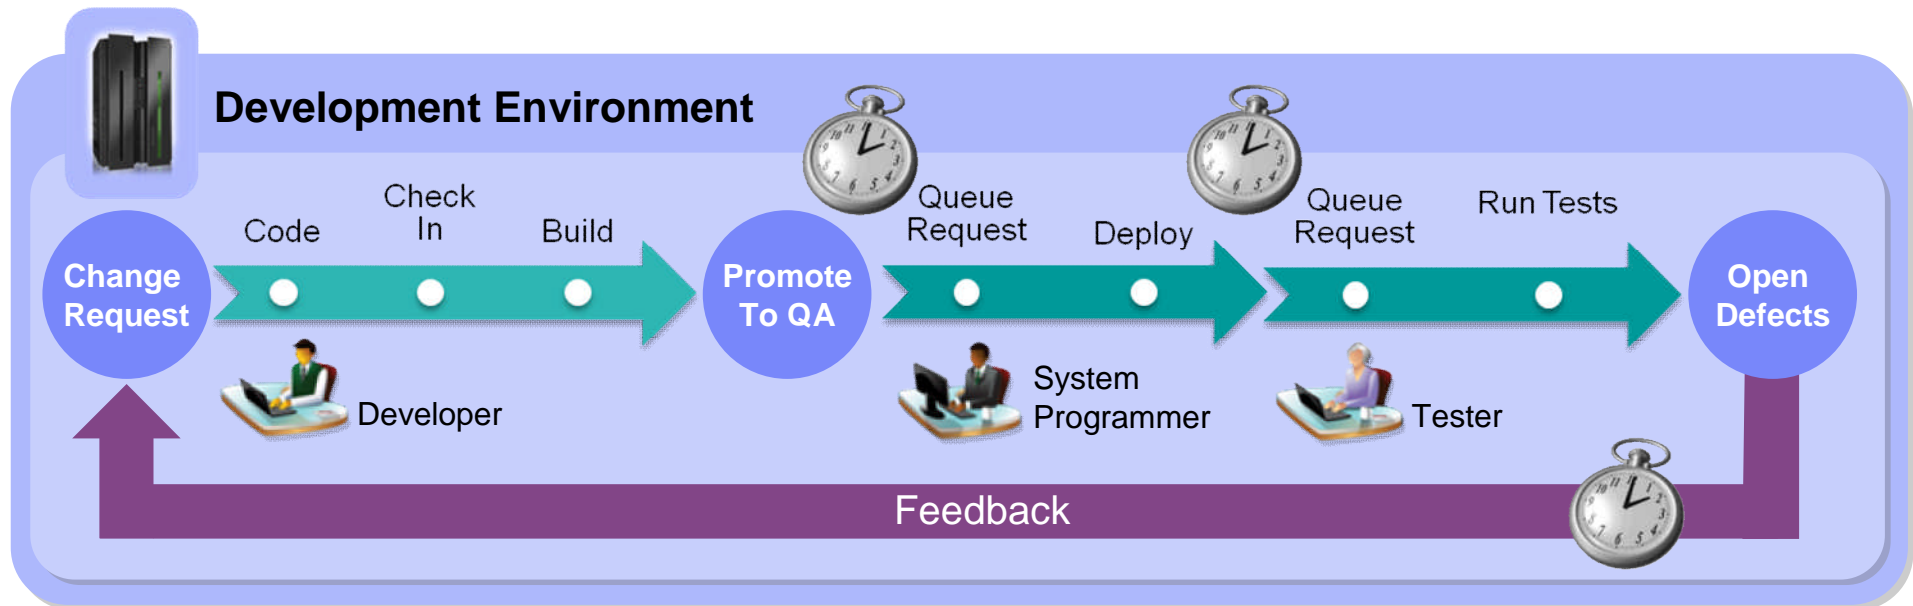 Development Environment
Change
Request
Code
Check
In
Build
Promote
To QA
Queue
Request
Deploy
Queue
Request
Run Tests
Open
Defects
Developer
System
Programmer
Tester
Feedback